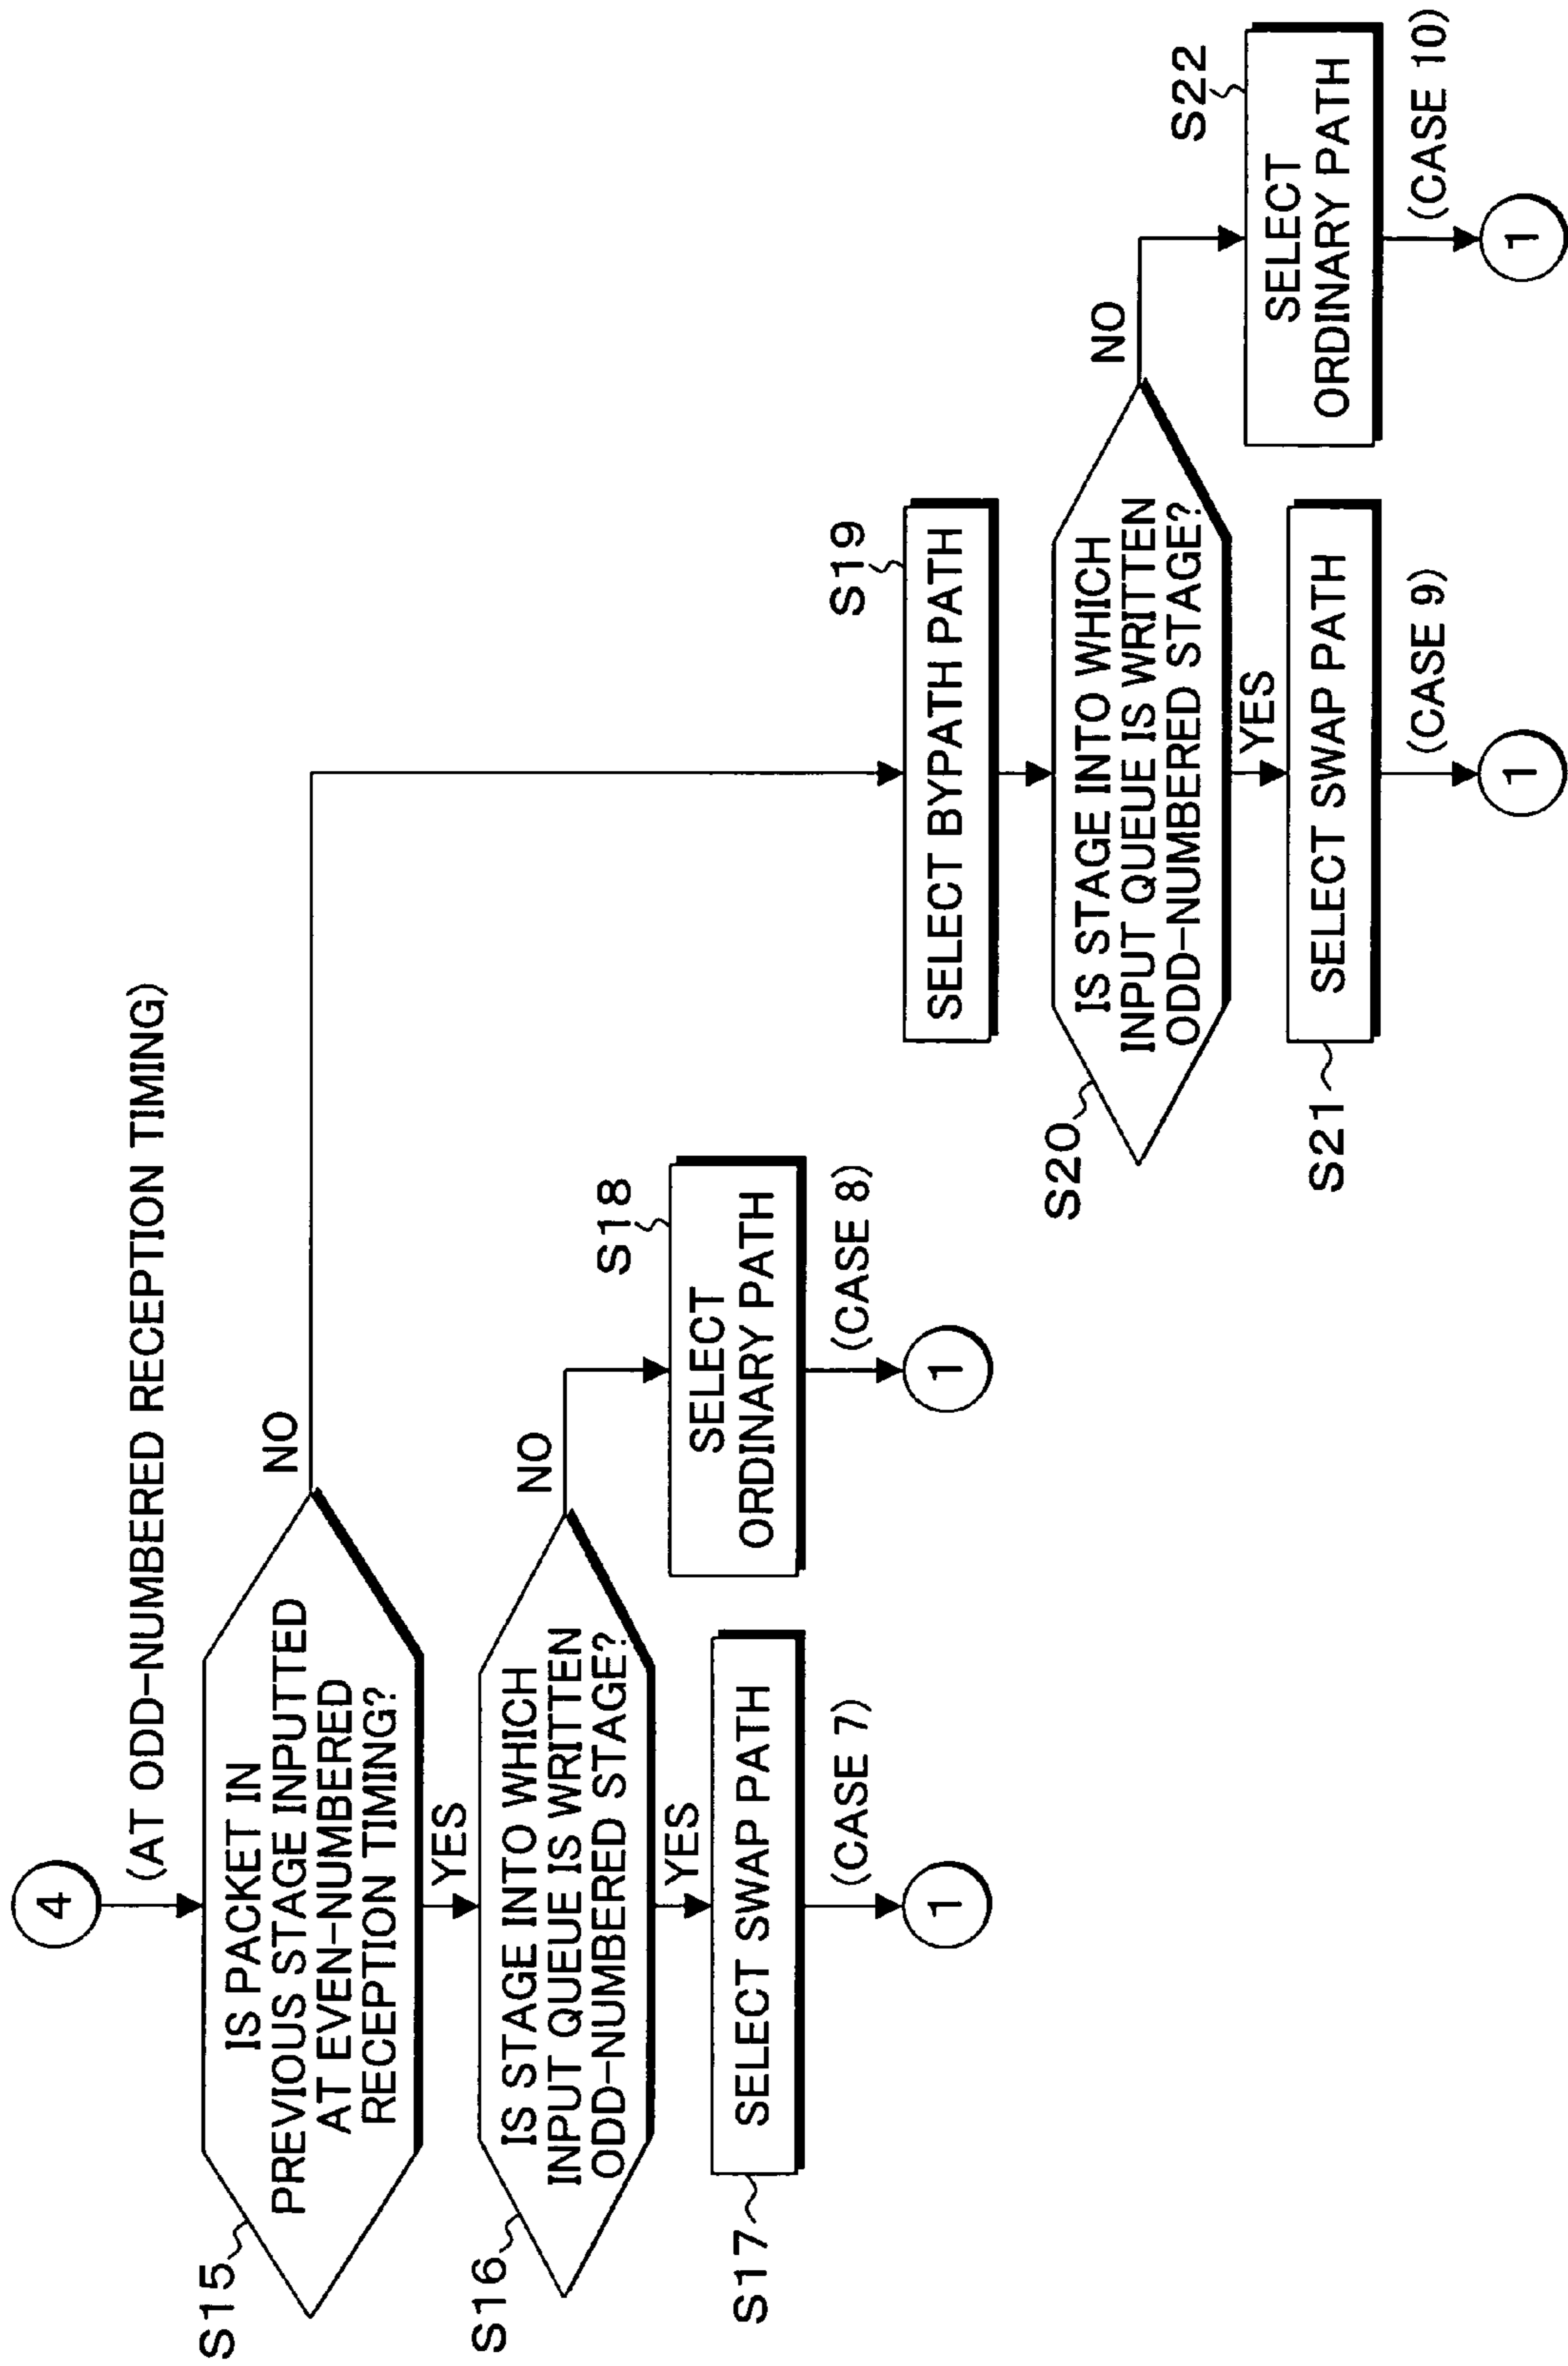 4
(AT ODD-NUMBERED RECEPTION TIMING)
S15
IS PACKET IN
PREVIOUS STAGE INPUTTED
AT EVEN-NUMBERED
RECEPTION TIMING?
NO
YES
S16
IS STAGE INTO WHICH
INPUT QUEUE IS WRITTEN
ODD-NUMBERED STAGE?
NO
YES
S17
SELECT SWAP PATH
(CASE 7)
1
S18
SELECT
ORDINARY PATH
(CASE 8)
1
S19
SELECT BYPATH PATH
S20
IS STAGE INTO WHICH
INPUT QUEUE IS WRITTEN
ODD-NUMBERED STAGE?
NO
YES
S21
SELECT SWAP PATH
(CASE 9)
1
S22
SELECT
ORDINARY PATH
(CASE 10)
1